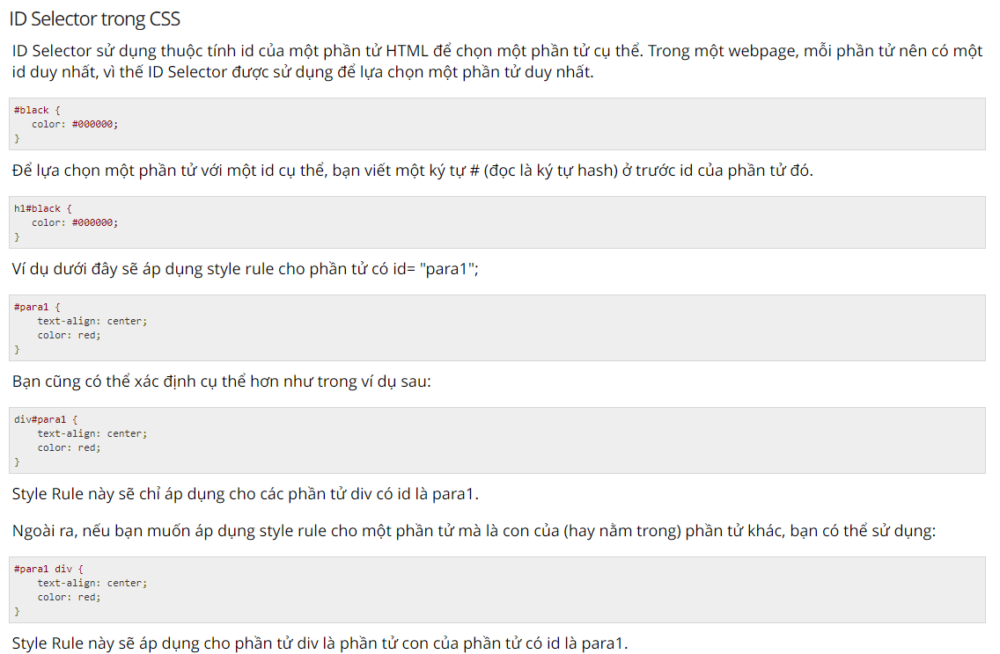 ID Selector trong CSS
ID Selector sử dụng thuộc tính id của một phần tử HTML để chọn một phần tử cụ thể. Trong một webpage, mỗi phần tử nên có một
id duy nhất, vì thế ID Selector được sử dụng để lựa chọn một phần tử duy nhất.
#black {
   color: #000000;
}
Để lựa chọn một phần tử với một id cụ thể, bạn viết một ký tự # (đọc là ký tự hash) ở trước id của phần tử đó.
h1#black {
   color: #000000;
}
Ví dụ dưới đây sẽ áp dụng style rule cho phần tử có id= "para1";
#para1 {
    text-align: center;
    color: red;
}
Bạn cũng có thể xác định cụ thể hơn như trong ví dụ sau:
div#para1 {
    text-align: center;
    color: red;
}
Style Rule này sẽ chỉ áp dụng cho các phần tử div có id là para1.
Ngoài ra, nếu bạn muốn áp dụng style rule cho một phần tử mà là con của (hay nằm trong) phần tử khác, bạn có thể sử dụng:
#para1 div {
    text-align: center;
    color: red;
}
Style Rule này sẽ áp dụng cho phần tử div là phần tử con của phần tử có id là para1.